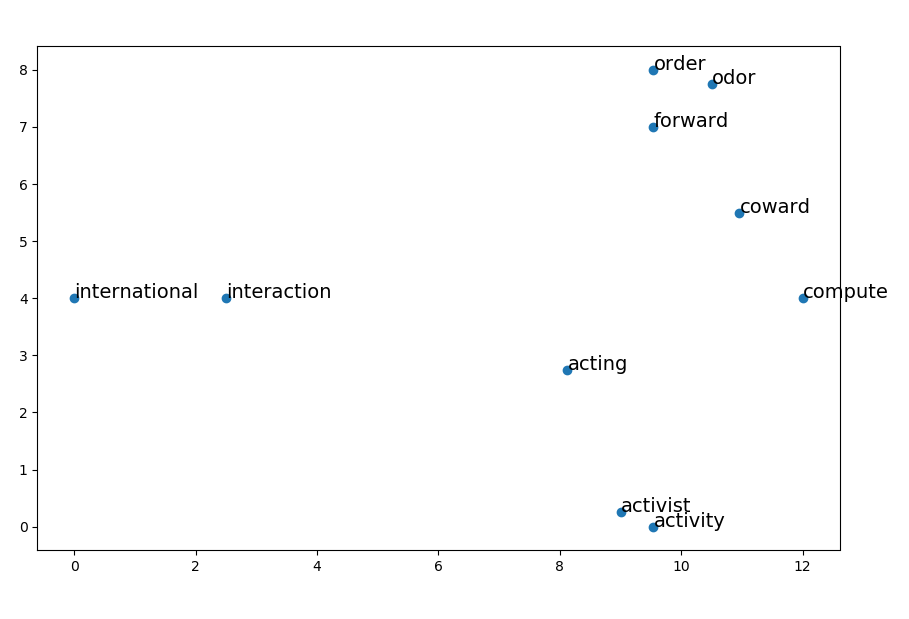 8
order
odor
7
forward
6
coward
5
4
international
interaction
compute
3
acting
2
1
activist
activity
0
0
2
4
6
8
10
12